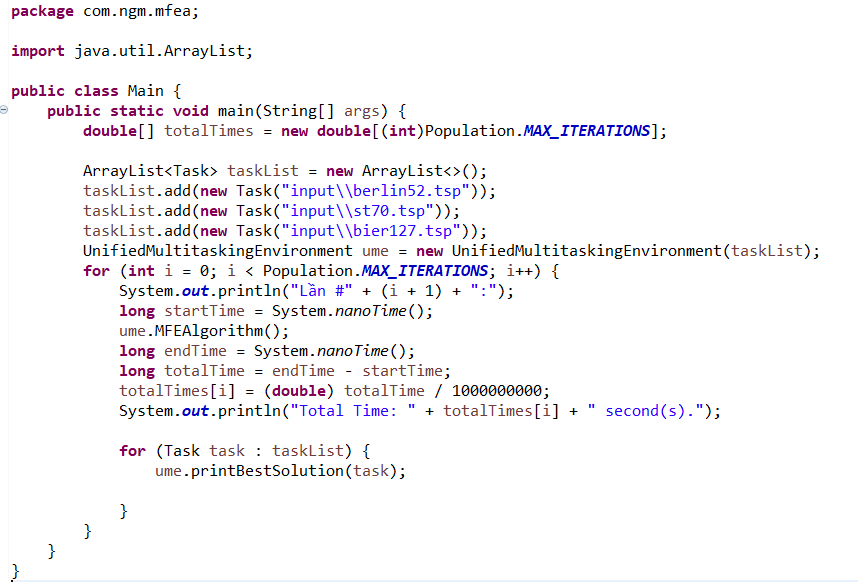 package com.ngm.mfea;
import java.util.ArrayList;
public class Main {
public static void main(String[] args) {
double[] totalTimes = new double[(int)Population.MAX_ITERATIONS];
ArrayList<Task> taskList = new ArrayList<>();
taskList.add(new Task("input\\berlin52.tsp"));
taskList.add(new Task("input\\st70.tsp"));
taskList.add(new Task("input\\bier127.tsp"));
UnifiedMultitaskingEnvironment ume = new UnifiedMultitaskingEnvironment(taskList);
for (int i = 0; i < Population.MAX_ITERATIONS; i++) {
System.out.println("Lần #" + (i + 1) + ":");
long startTime = System.nanoTime();
ume.MFEAlgorithm();
long endTime = System.nanoTime();
long totalTime = endTime - startTime;
totalTimes[i] = (double) totalTime / 1000000000;
System.out.println("Total Time: " + totalTimes[i] + " second(s).");
for (Task task : taskList) {
ume.printBestSolution(task);
}
}
}
}